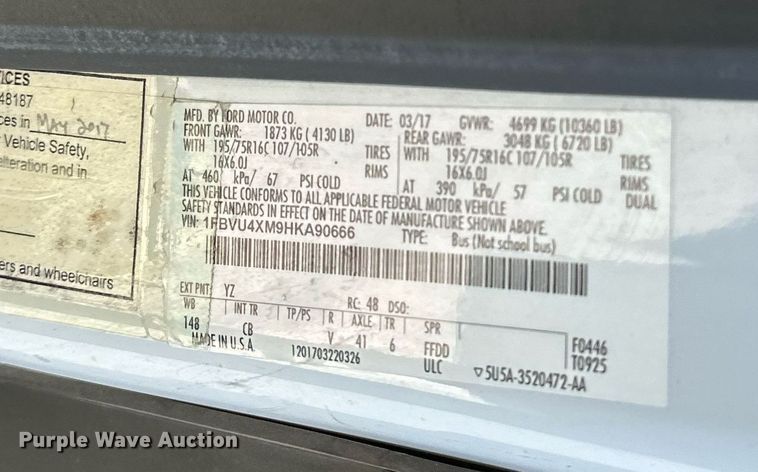 ICES
48187
ces in May 2017
Vehicle Safety,
alteration and in
ers and wheelchairs
MFD. BY FORD MOTOR CO.
DATE: 03/17 GVWR: 4699 KG (10360 LB)
FRONT GAWR: 1873 KG ( 4130 LB)
REAR GAWR: 3048 KG ( 6720 LB)
WITH 195/75R16C 107/105R TIRES
WITH 195/75R16C 107/105R TIRES
16X6.0J RIMS
16X6.0J RIMS
AT 460 kPa/ 67 PSI COLD
AT 390 kPa/ 57 PSI COLD DUAL
THIS VEHICLE CONFORMS TO ALL APPLICABLE FEDERAL MOTOR VEHICLE
SAFETY STANDARDS IN EFFECT ON THE DATE OF MANUFACTURE SHOWN ABOVE.
VIN: 1FBVU4XM9HKA90666
TYPE: Bus (Not school bus)
EXT PNT: YZ RC: 48 DSO:
WB INT TR TP/PS R AXLE TR SPR
148 CB V 41 6 FFDD F0446
MADE IN U.S.A. 1201703220326 ULC T0925
▽5U5A-3520472-AA
Purple Wave Auction